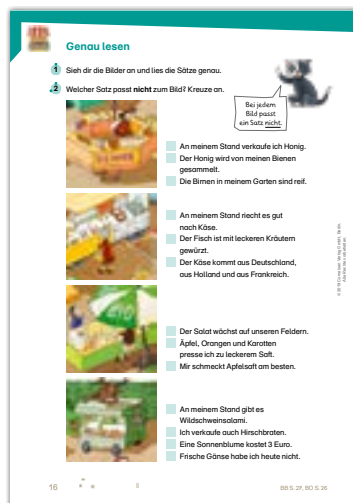 Genau lesen
1 Sieh dir die Bilder an und lies die Sätze genau.
2 Welcher Satz passt nicht zum Bild? Kreuze an.
Bei jedem
Bild passt
ein Satz nicht.
An meinem Stand verkaufe ich Honig.
Der Honig wird von meinen Bienen
gesammelt.
Die Birnen in meinem Garten sind reif.
An meinem Stand riecht es gut
nach Käse.
Der Fisch ist mit leckeren Kräutern
gewürzt.
Der Käse kommt aus Deutschland,
aus Holland und aus Frankreich.
Der Salat wächst auf unseren Feldern.
Äpfel, Orangen und Karotten
presse ich zu leckerem Saft.
Mir schmeckt Apfelsaft am besten.
An meinem Stand gibt es
Wildschweinsalami.
Ich verkaufe auch Hirschbraten.
Eine Sonnenblume kostet 3 Euro.
Frische Gänse habe ich heute nicht.
16